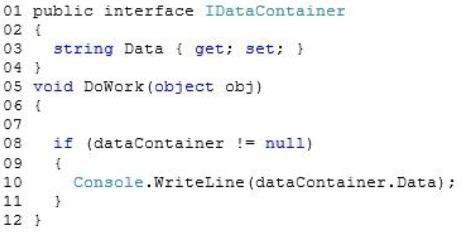 01 public interface IDataContainer
02 {
03   string Data { get; set; }
04 }
05 void DoWork(object obj)
06 {
07
08   if (dataContainer != null)
09   {
10     Console.WriteLine(dataContainer.Data);
11   }
12 }